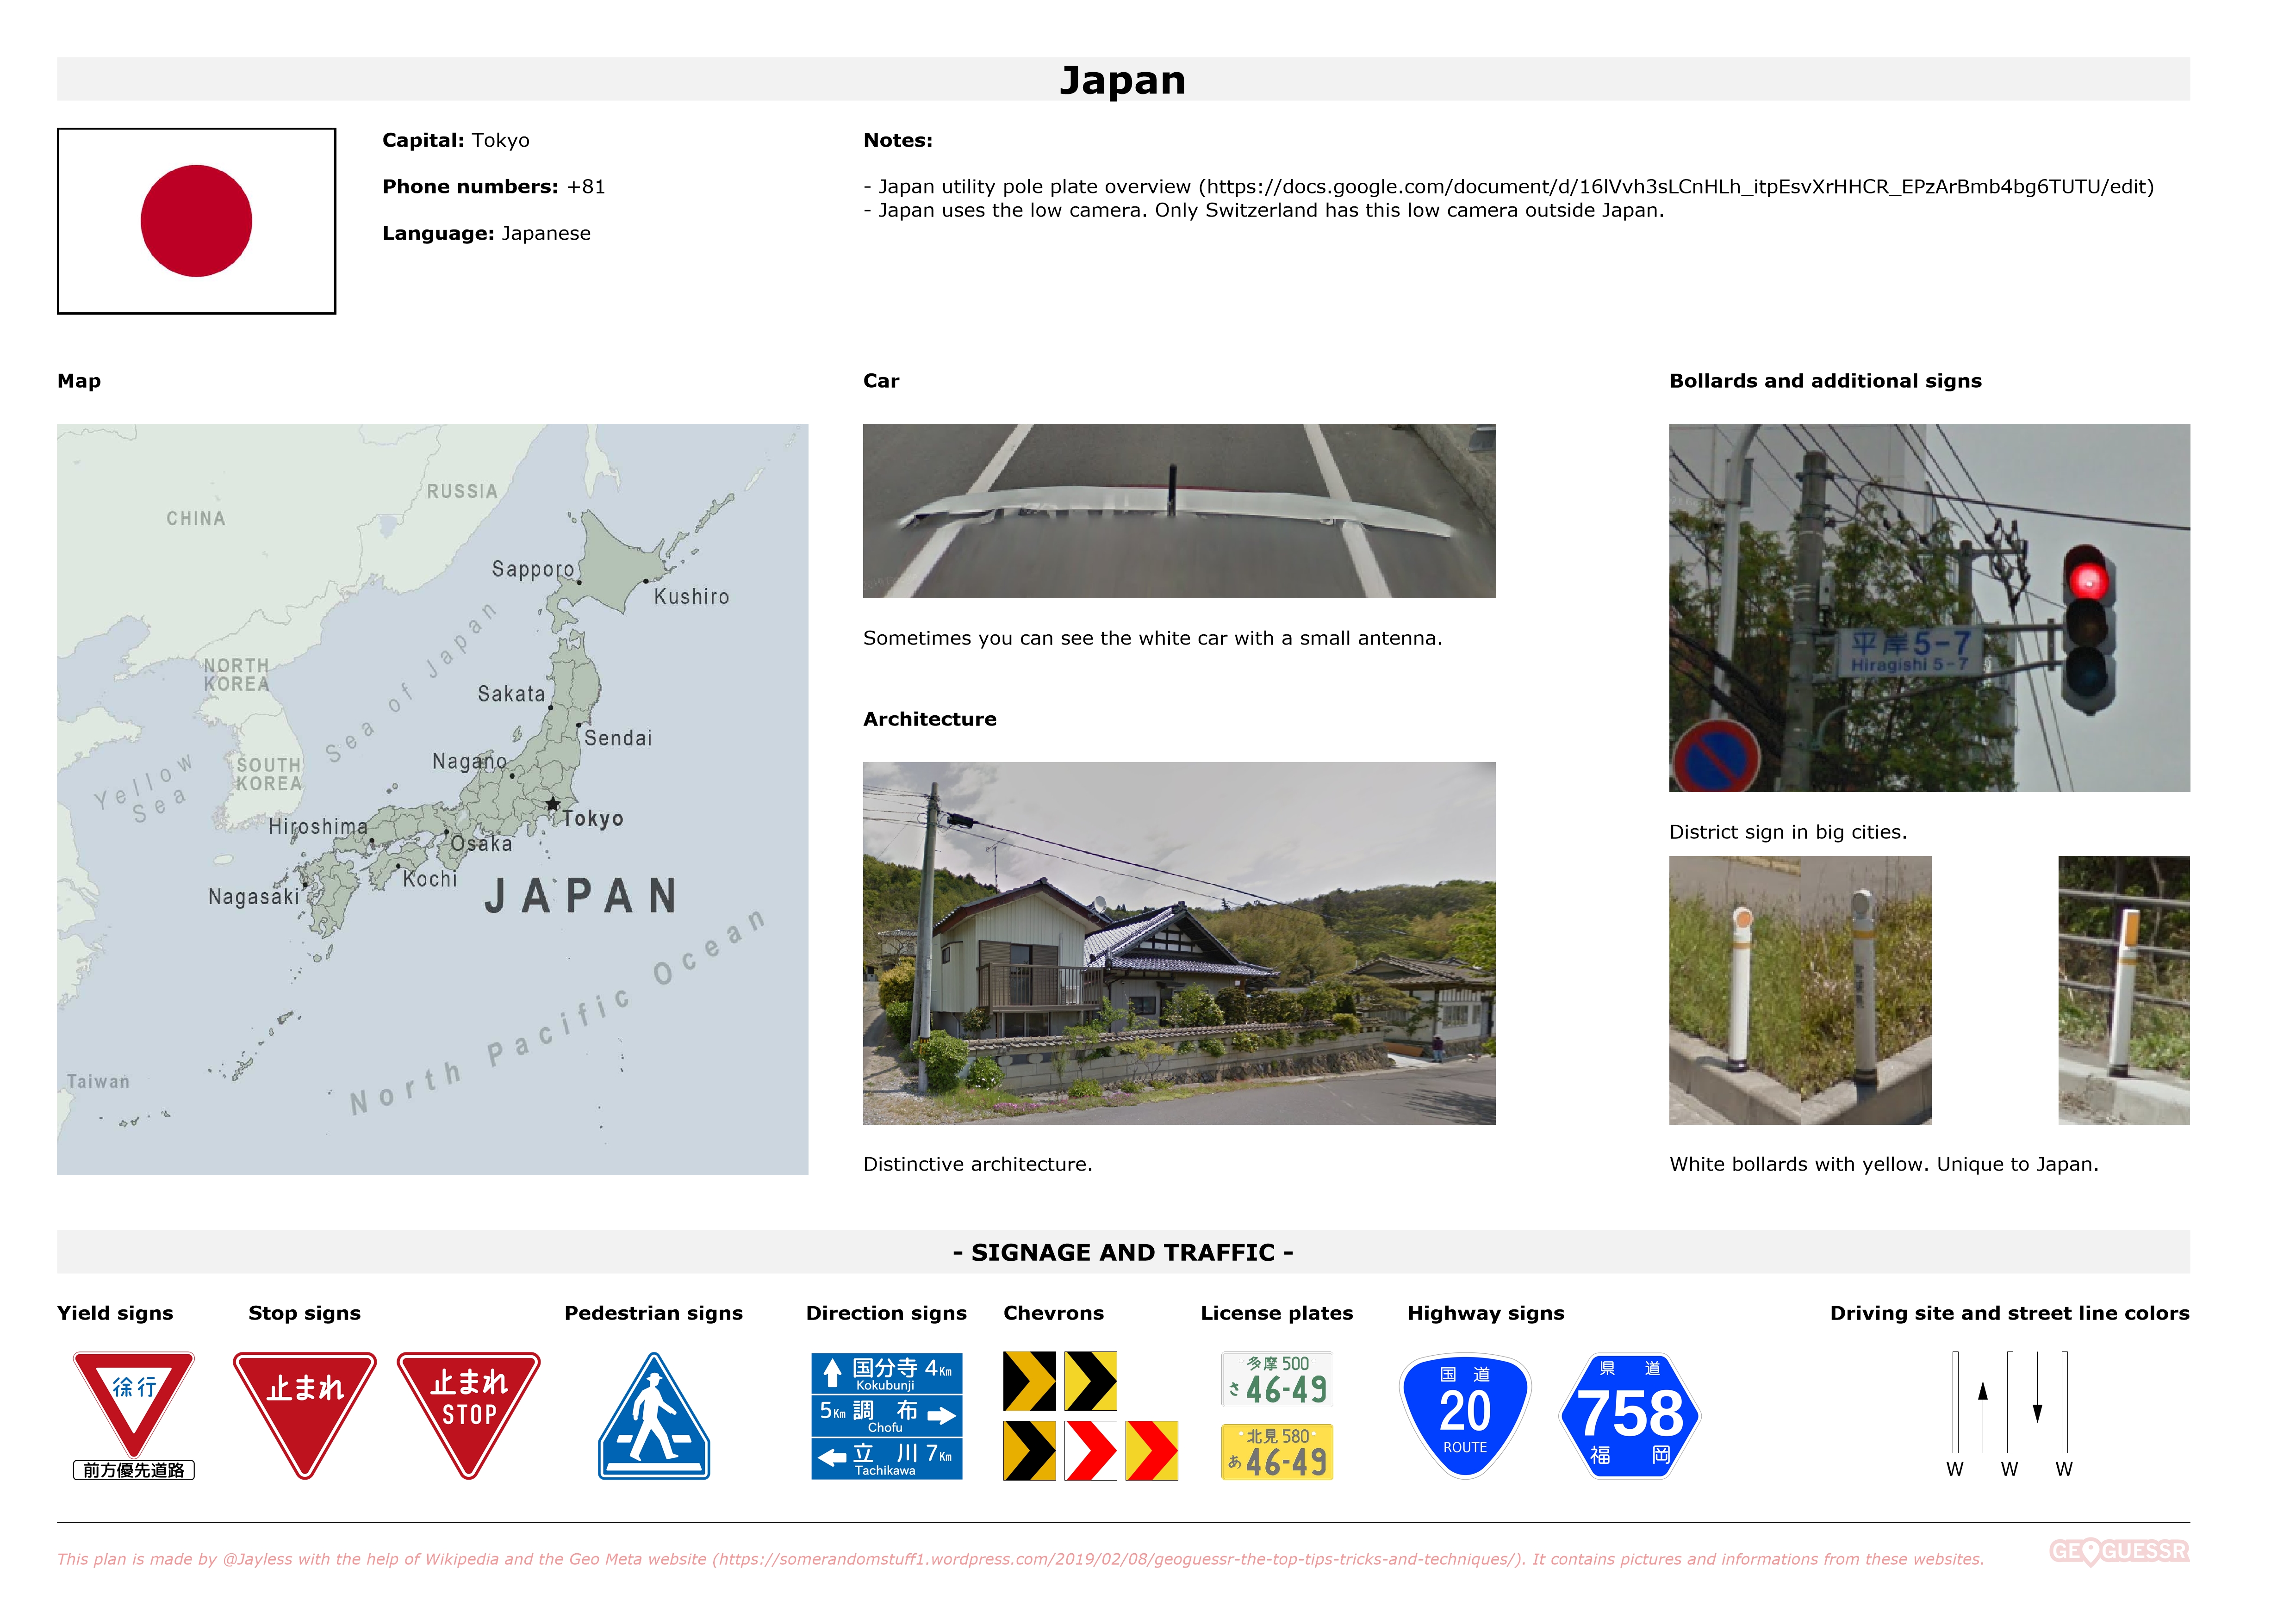 Japan
Capital: Tokyo
Phone numbers: +81
Language: Japanese
Notes:
- Japan utility pole plate overview (https://docs.google.com/document/d/16lVvh3sLCnHLh_itpEsvXrHHCR_EPzArBmb4bg6TUTU/edit)
- Japan uses the low camera. Only Switzerland has this low camera outside Japan.
Map
CHINA
RUSSIA
Sapporo
Kushiro
NORTH
KOREA
Sea of Japan
Sakata
Sendai
Nagano
SOUTH
KOREA
Yellow
Sea
Tokyo
Hiroshima
Osaka
Kochi
Nagasaki
JAPAN
North Pacific Ocean
Taiwan
Car
Sometimes you can see the white car with a small antenna.
Architecture
Distinctive architecture.
Bollards and additional signs
平岸 5-7
Hiragishi 5-7
District sign in big cities.
White bollards with yellow. Unique to Japan.
- SIGNAGE AND TRAFFIC -
Yield signs
徐行
前方優先道路
Stop signs
止まれ
止まれ
STOP
Pedestrian signs
Direction signs
国分寺 4Km
Kokubunji
5Km 調 布
Chofu
立 川 7Km
Tachikawa
Chevrons
License plates
多摩 500
さ 46-49
北見 580
あ 46-49
Highway signs
国 道
20
ROUTE
県 道
758
福 岡
Driving site and street line colors
W W W
This plan is made by @Jayless with the help of Wikipedia and the Geo Meta website (https://somerandomstuff1.wordpress.com/2019/02/08/geoguessr-the-top-tips-tricks-and-techniques/). It contains pictures and informations from these websites.
GEOGUESSR